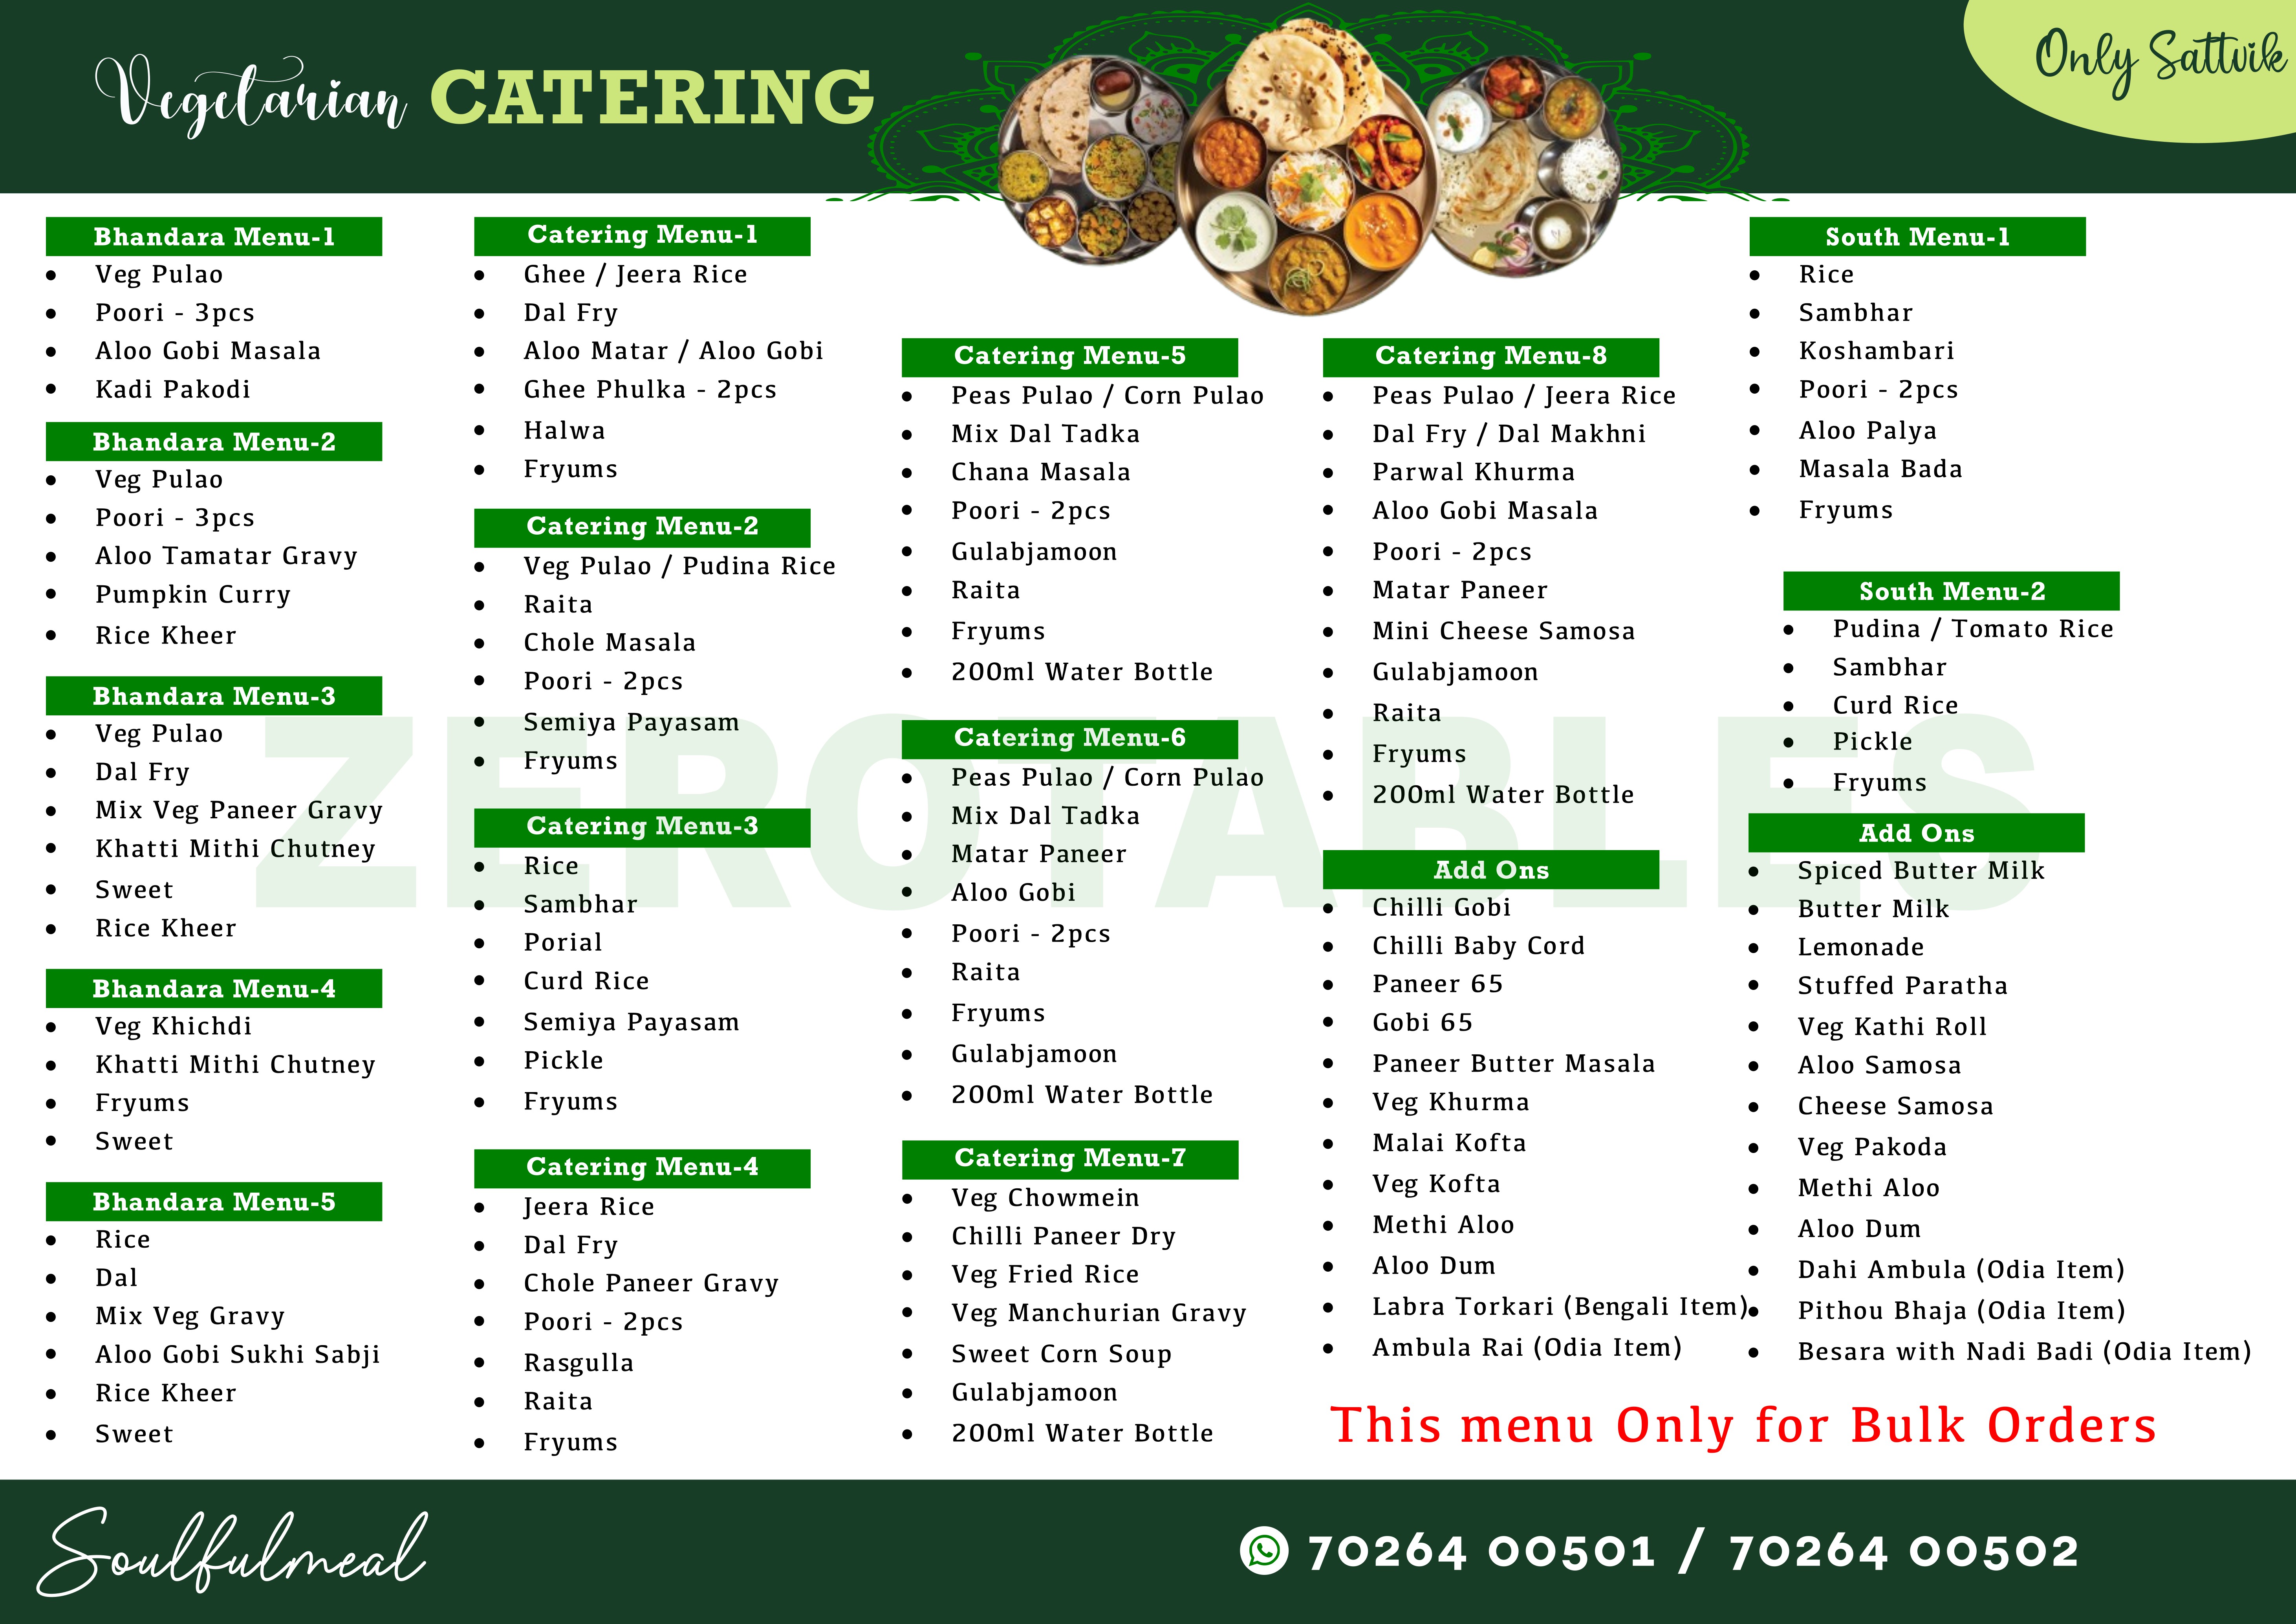 Vegetarian CATERING
Only Sattvik
Bhandara Menu-1
Veg Pulao
Poori - 3pcs
Aloo Gobi Masala
Kadi Pakodi
Bhandara Menu-2
Veg Pulao
Poori - 3pcs
Aloo Tamatar Gravy
Pumpkin Curry
Rice Kheer
Bhandara Menu-3
Veg Pulao
Dal Fry
Mix Veg Paneer Gravy
Khatti Mithi Chutney
Sweet
Rice Kheer
Bhandara Menu-4
Veg Khichdi
Khatti Mithi Chutney
Fryums
Sweet
Bhandara Menu-5
Rice
Dal
Mix Veg Gravy
Aloo Gobi Sukhi Sabji
Rice Kheer
Sweet
Catering Menu-1
Ghee / Jeera Rice
Dal Fry
Aloo Matar / Aloo Gobi
Ghee Phulka - 2pcs
Halwa
Fryums
Catering Menu-2
Veg Pulao / Pudina Rice
Raita
Chole Masala
Poori - 2pcs
Semiya Payasam
Fryums
Catering Menu-3
Rice
Sambhar
Porial
Curd Rice
Semiya Payasam
Pickle
Fryums
Catering Menu-4
Jeera Rice
Dal Fry
Chole Paneer Gravy
Poori - 2pcs
Rasgulla
Raita
Fryums
Catering Menu-5
Peas Pulao / Corn Pulao
Mix Dal Tadka
Chana Masala
Poori - 2pcs
Gulabjamoon
Raita
Fryums
200ml Water Bottle
Catering Menu-6
Peas Pulao / Corn Pulao
Mix Dal Tadka
Matar Paneer
Aloo Gobi
Poori - 2pcs
Raita
Fryums
Gulabjamoon
200ml Water Bottle
Catering Menu-7
Veg Chowmein
Chilli Paneer Dry
Veg Fried Rice
Veg Manchurian Gravy
Sweet Corn Soup
Gulabjamoon
200ml Water Bottle
Catering Menu-8
Peas Pulao / Jeera Rice
Dal Fry / Dal Makhni
Parwal Khurma
Aloo Gobi Masala
Poori - 2pcs
Matar Paneer
Mini Cheese Samosa
Gulabjamoon
Raita
Fryums
200ml Water Bottle
Add Ons
Chilli Gobi
Chilli Baby Cord
Paneer 65
Gobi 65
Paneer Butter Masala
Veg Khurma
Malai Kofta
Veg Kofta
Methi Aloo
Aloo Dum
Labra Torkari (Bengali Item)
Ambula Rai (Odia Item)
South Menu-1
Rice
Sambhar
Koshambari
Poori - 2pcs
Aloo Palya
Masala Bada
Fryums
South Menu-2
Pudina / Tomato Rice
Sambhar
Curd Rice
Pickle
Fryums
Add Ons
Spiced Butter Milk
Butter Milk
Lemonade
Stuffed Paratha
Veg Kathi Roll
Aloo Samosa
Cheese Samosa
Veg Pakoda
Methi Aloo
Aloo Dum
Dahi Ambula (Odia Item)
Pithou Bhaja (Odia Item)
Besara with Nadi Badi (Odia Item)
ZEROTABLES
This menu Only for Bulk Orders
Soulfulmeal
70264 00501 / 70264 00502